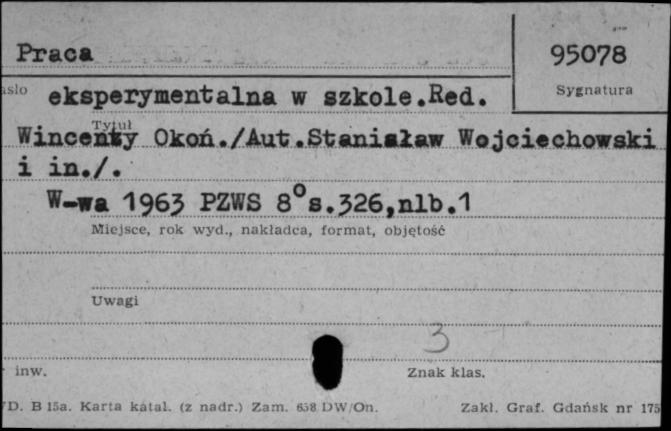 Praca
95078
Sygnatura
eksperymentalna w szkole.Red.
Tytuł
Wincenty Okoń./Aut.Stanisław Wojciechowski
i in./.
W-wa 1963 PZWS 8°s.326,nlb.1
Miejsce, rok wyd., nakładca, format, objętość
Uwagi
3
inw.
Znak klas.
D. B 15a. Karta katal. (z nadr.) Zam. 658 DW/On.
Zakł. Graf. Gdańsk nr 175